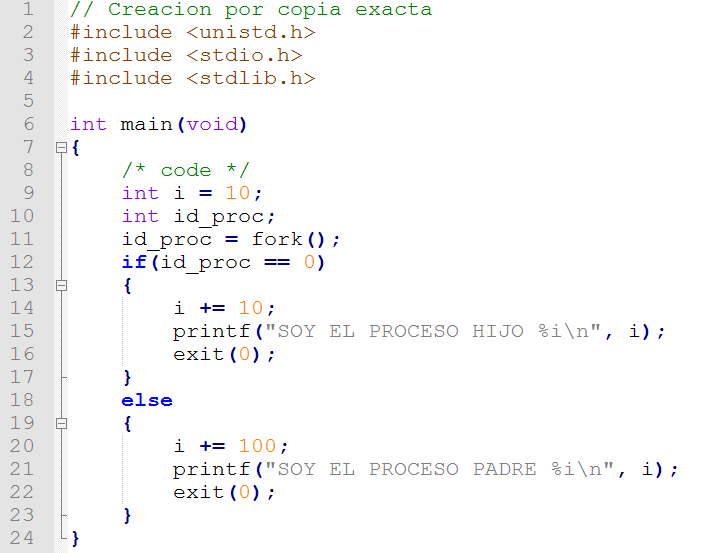 1 // Creacion por copia exacta
2 #include <unistd.h>
3 #include <stdio.h>
4 #include <stdlib.h>
5
6 int main(void)
7 {
8 /* code */
9 int i = 10;
10 int id_proc;
11 id_proc = fork();
12 if(id_proc == 0)
13 {
14 i += 10;
15 printf("SOY EL PROCESO HIJO %i\n", i);
16 exit(0);
17 }
18 else
19 {
20 i += 100;
21 printf("SOY EL PROCESO PADRE %i\n", i);
22 exit(0);
23 }
24 }